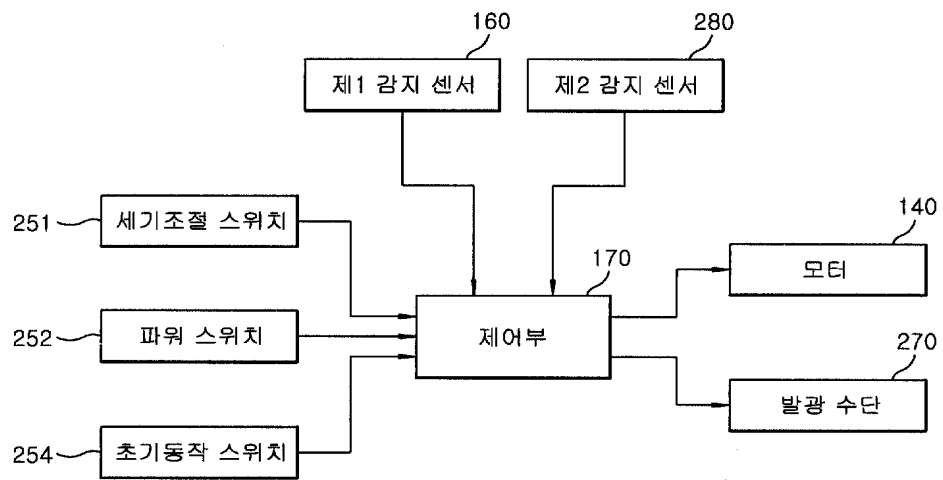 160
280
제1 감지 센서
제2 감지 센서
251
세기조절 스위치
140
모터
170
제어부
252
파워 스위치
270
발광 수단
254
초기동작 스위치